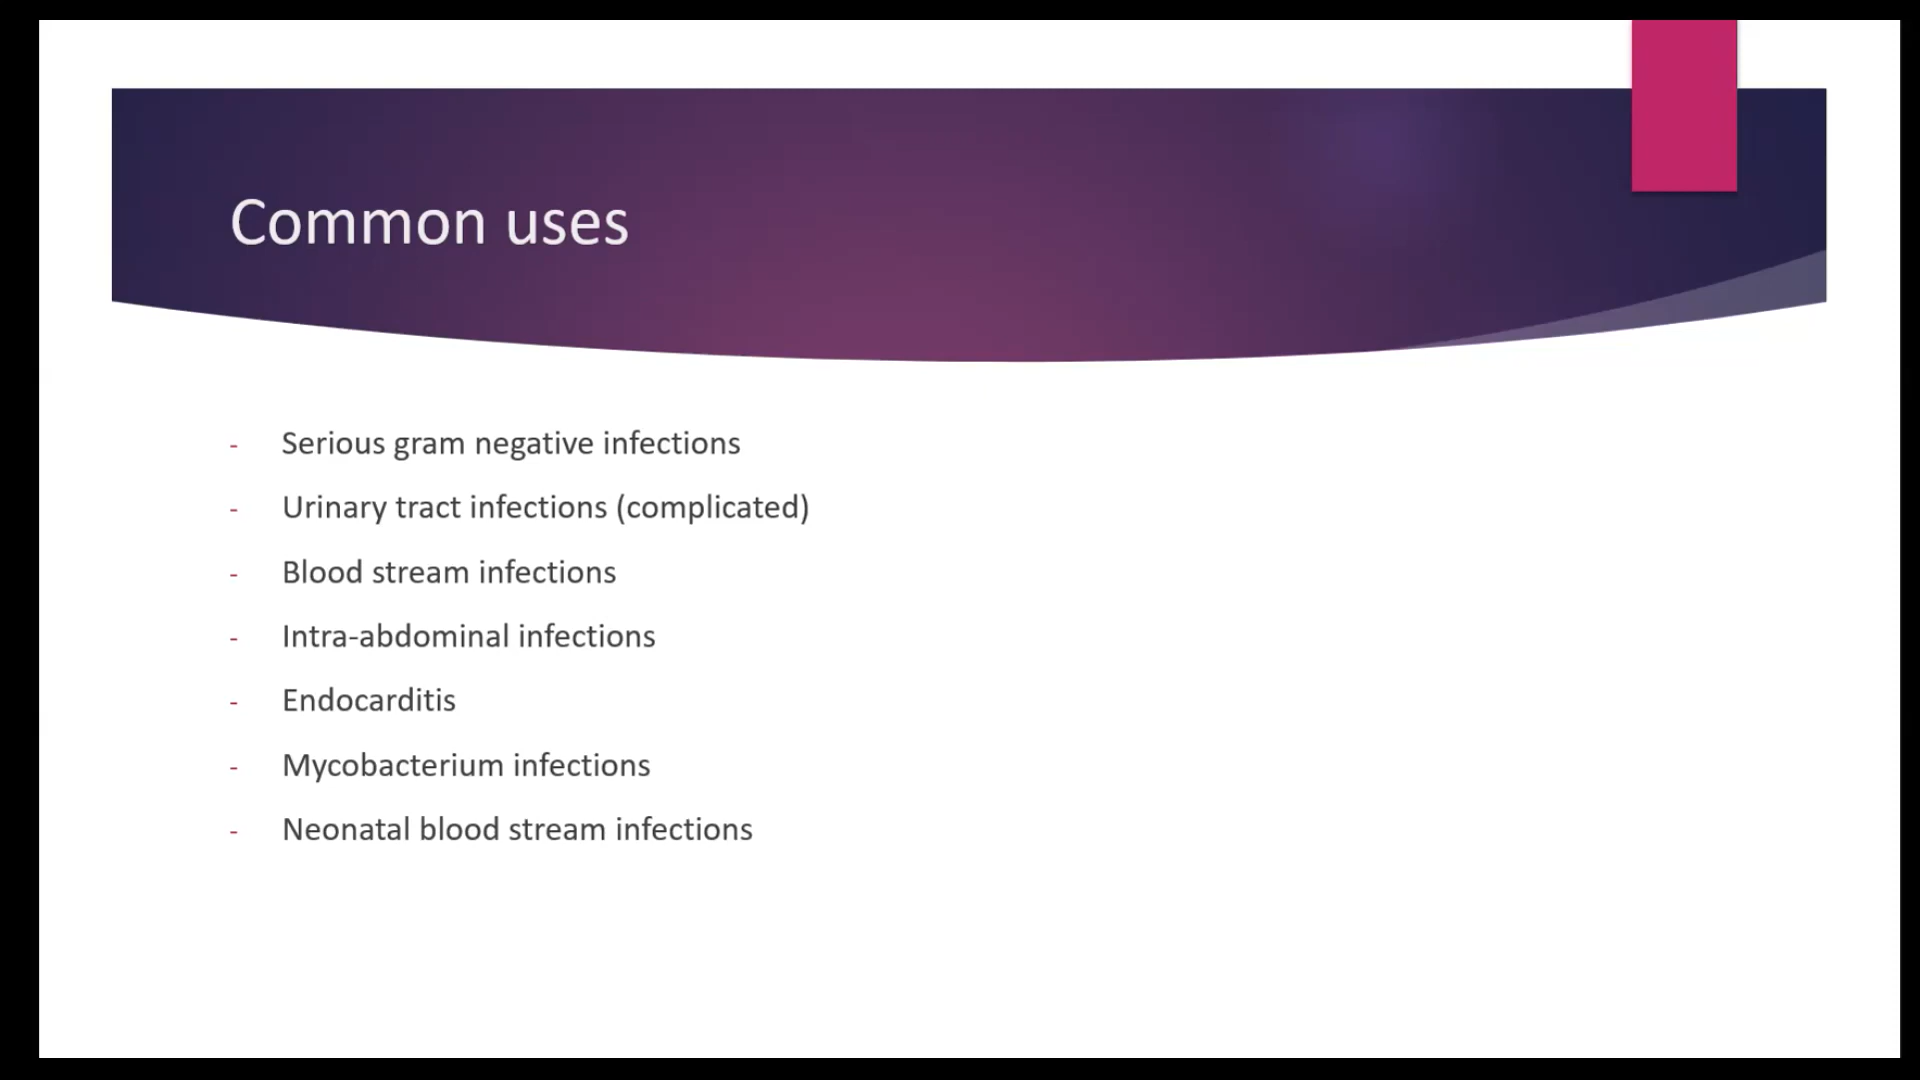 Common uses
- Serious gram negative infections
- Urinary tract infections (complicated)
- Blood stream infections
- Intra-abdominal infections
- Endocarditis
- Mycobacterium infections
- Neonatal blood stream infections